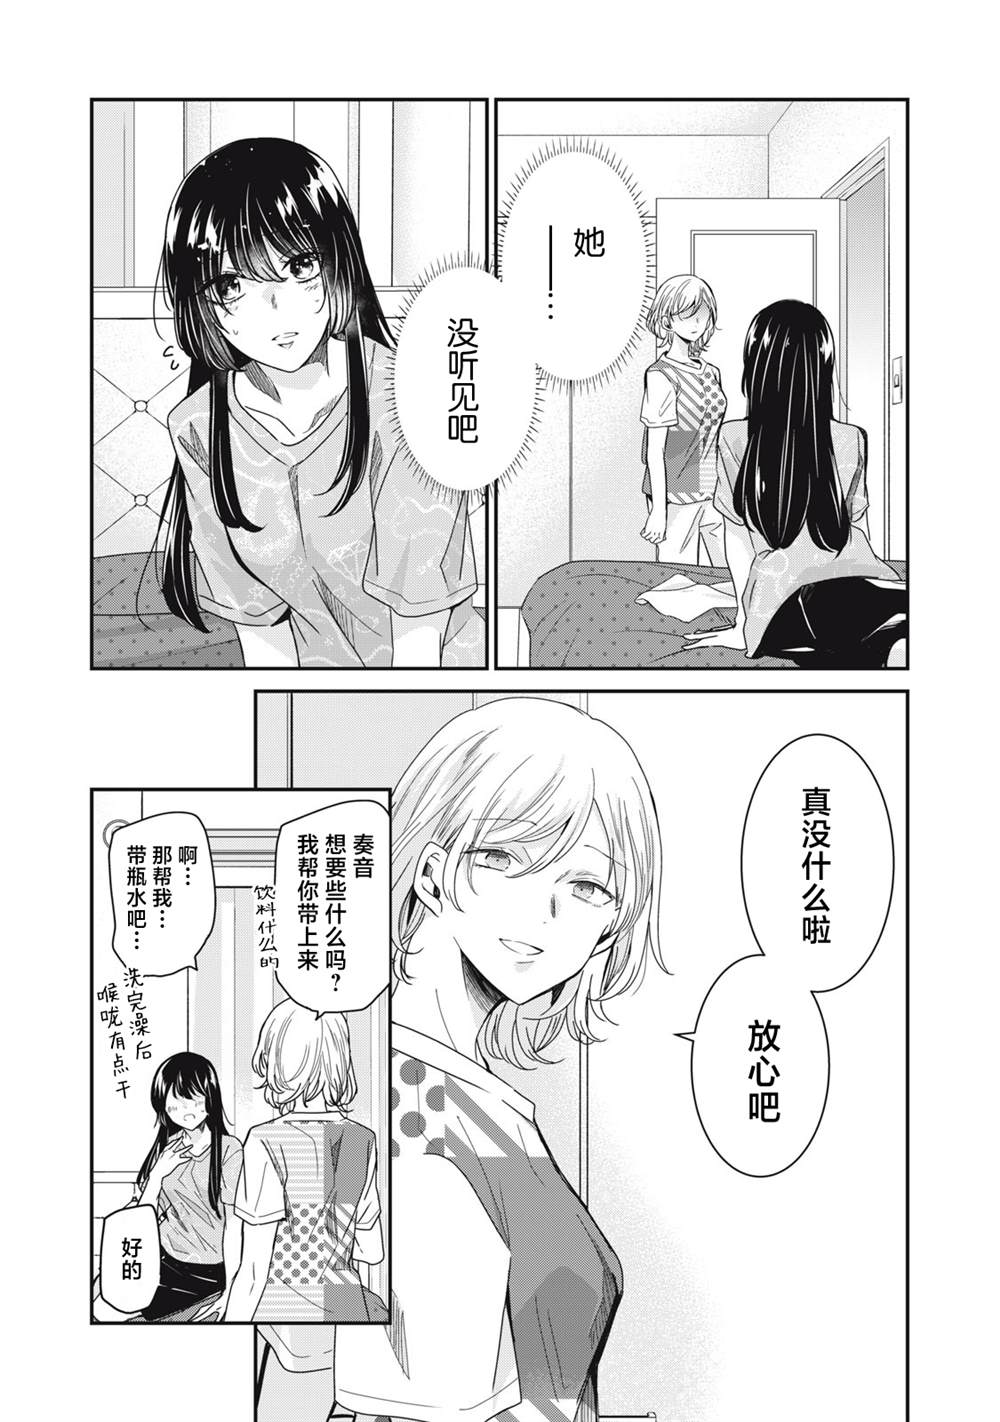 她
——…
没听见吧
真没什么啦
放心吧
奏音
想要些什么吗?
我帮你带上来
饮料什么的
啊…
那帮我…
带瓶水吧…
洗完澡后
喉咙有点干
好的